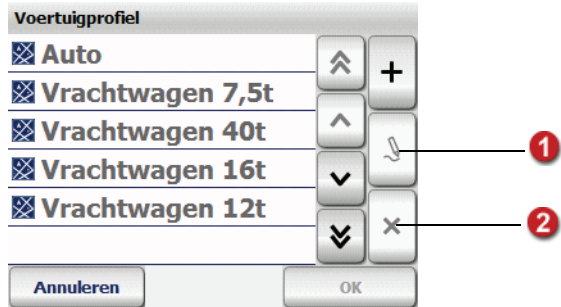 Voertuigprofiel
Auto
Vrachtwagen 7,5t
Vrachtwagen 40t
Vrachtwagen 16t
Vrachtwagen 12t
+
1
2
Annuleren
OK